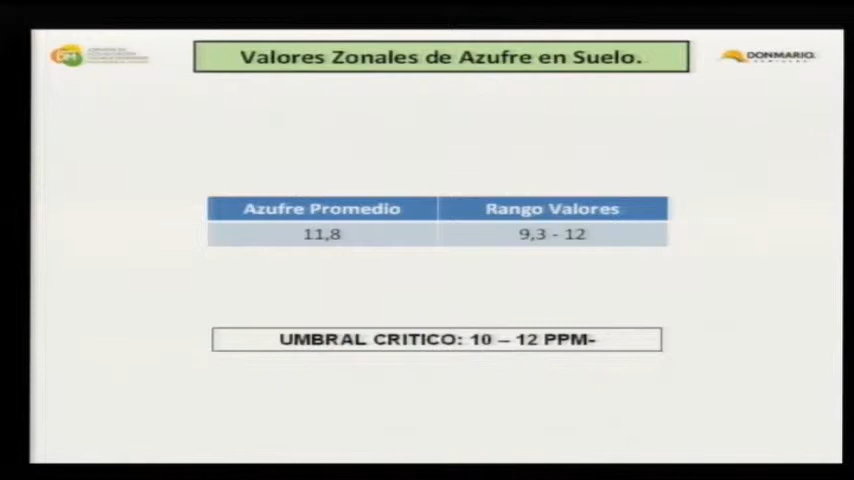 Valores Zonales de Azufre en Suelo.
DONMARIO
Azufre Promedio Rango Valores
11,8 9,3 - 12
UMBRAL CRITICO: 10 – 12 PPM-